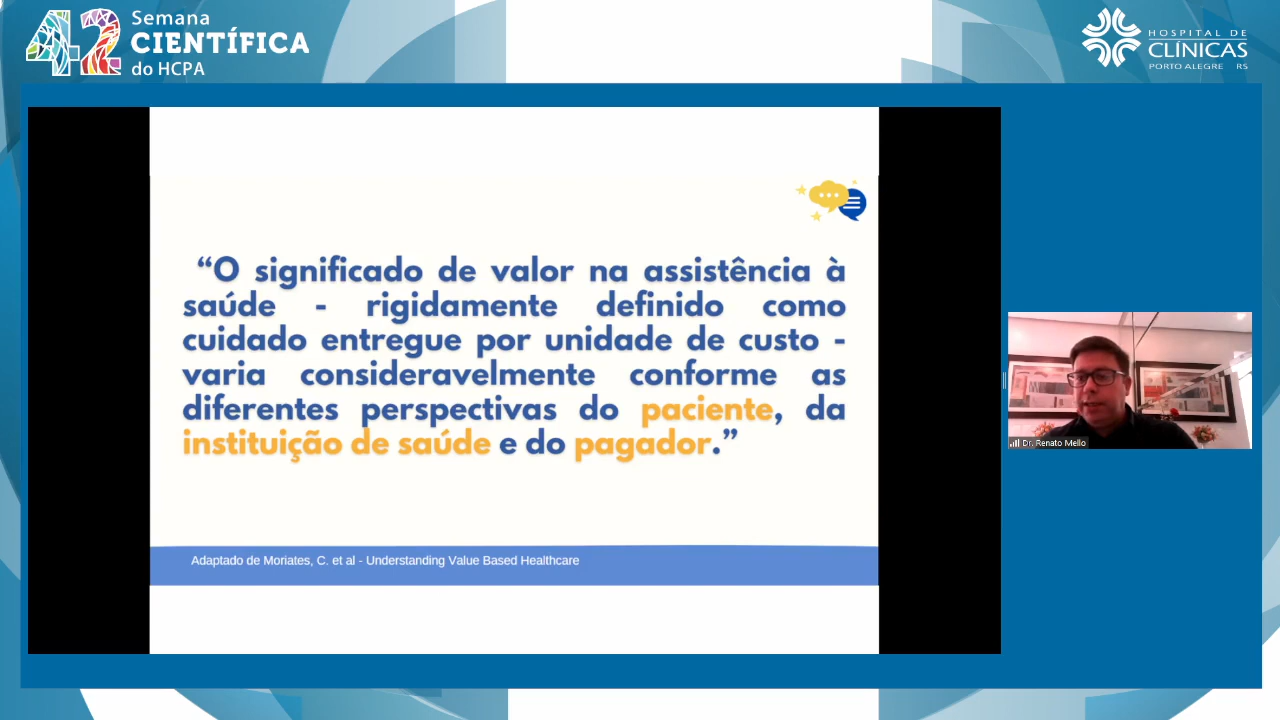 42 Semana
CIENTÍFICA
do HCPA
HOSPITAL DE
CLÍNICAS
PORTO ALEGRE RS
“O significado de valor na assistência à
saúde - rigidamente definido como
cuidado entregue por unidade de custo -
varia consideravelmente conforme as
diferentes perspectivas do paciente, da
instituição de saúde e do pagador.”
Adaptado de Moriates, C. et al - Understanding Value Based Healthcare
Dr. Renato Mello